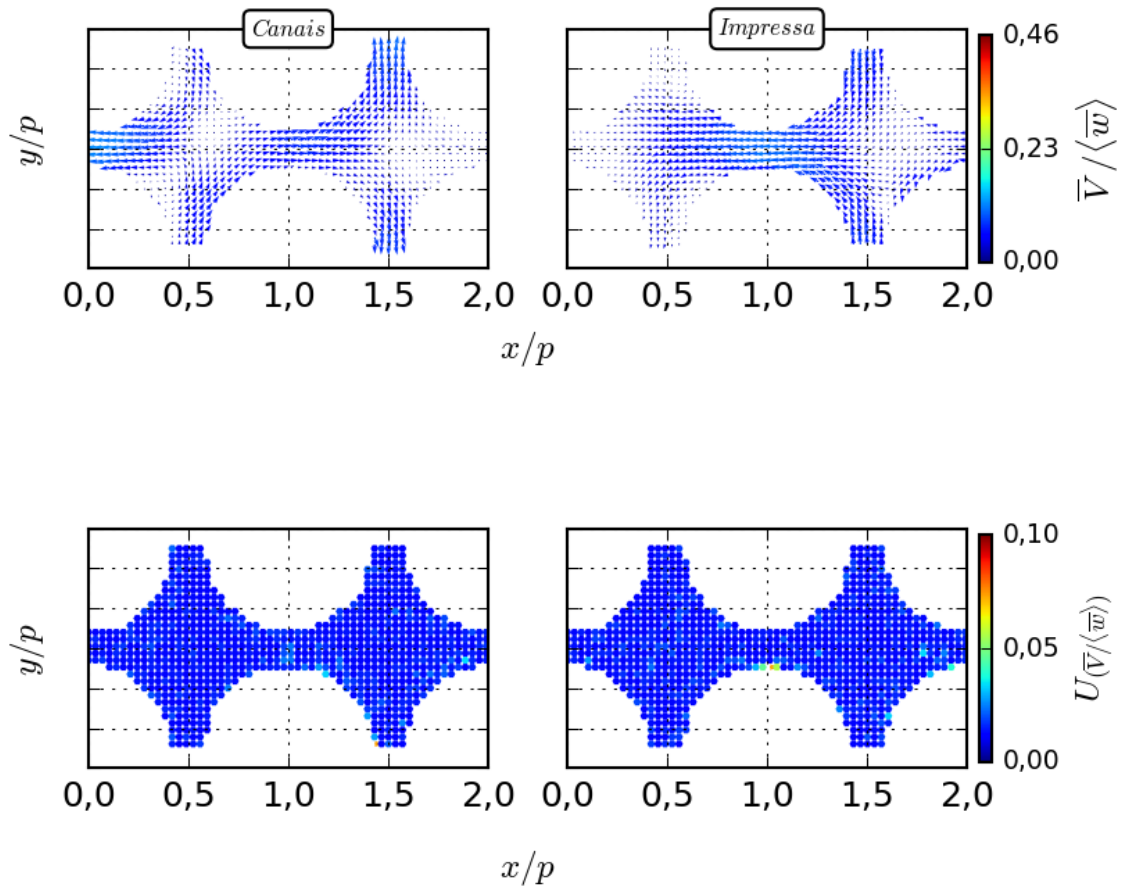 Canais Impressa
0,46
0,23
0,00
y/p
V̅ / ⟨w̅⟩
0,0 0,5 1,0 1,5 2,0 0,0 0,5 1,0 1,5 2,0
x/p
0,10
0,05
0,00
y/p
U(V̅/⟨w̅⟩)
0,0 0,5 1,0 1,5 2,0 0,0 0,5 1,0 1,5 2,0
x/p